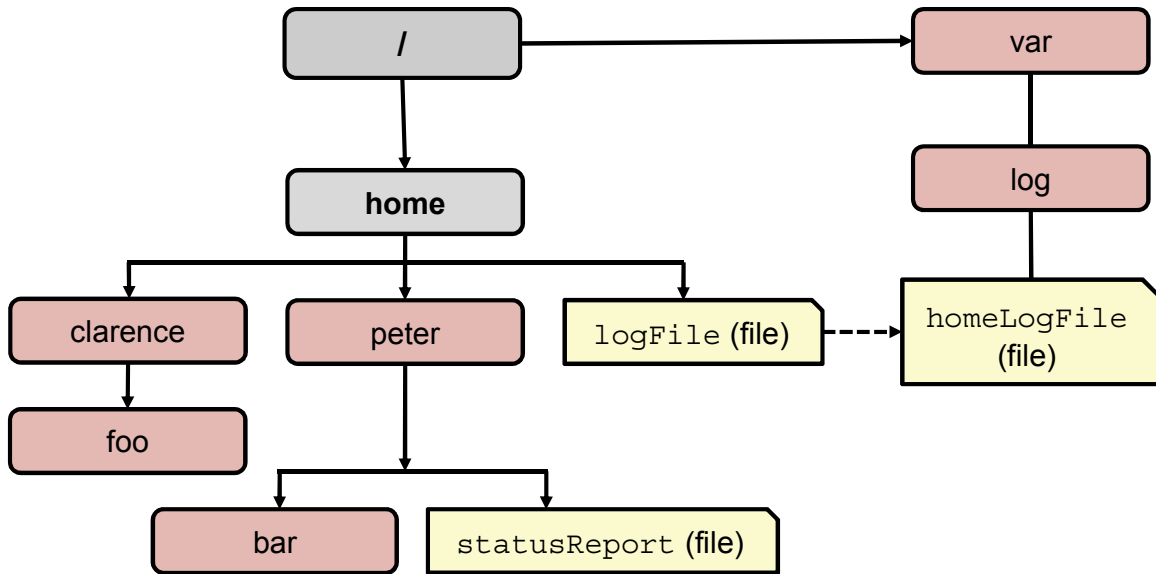 /
var
log
home
clarence
peter
logFile (file)
homeLogFile
(file)
foo
bar
statusReport (file)